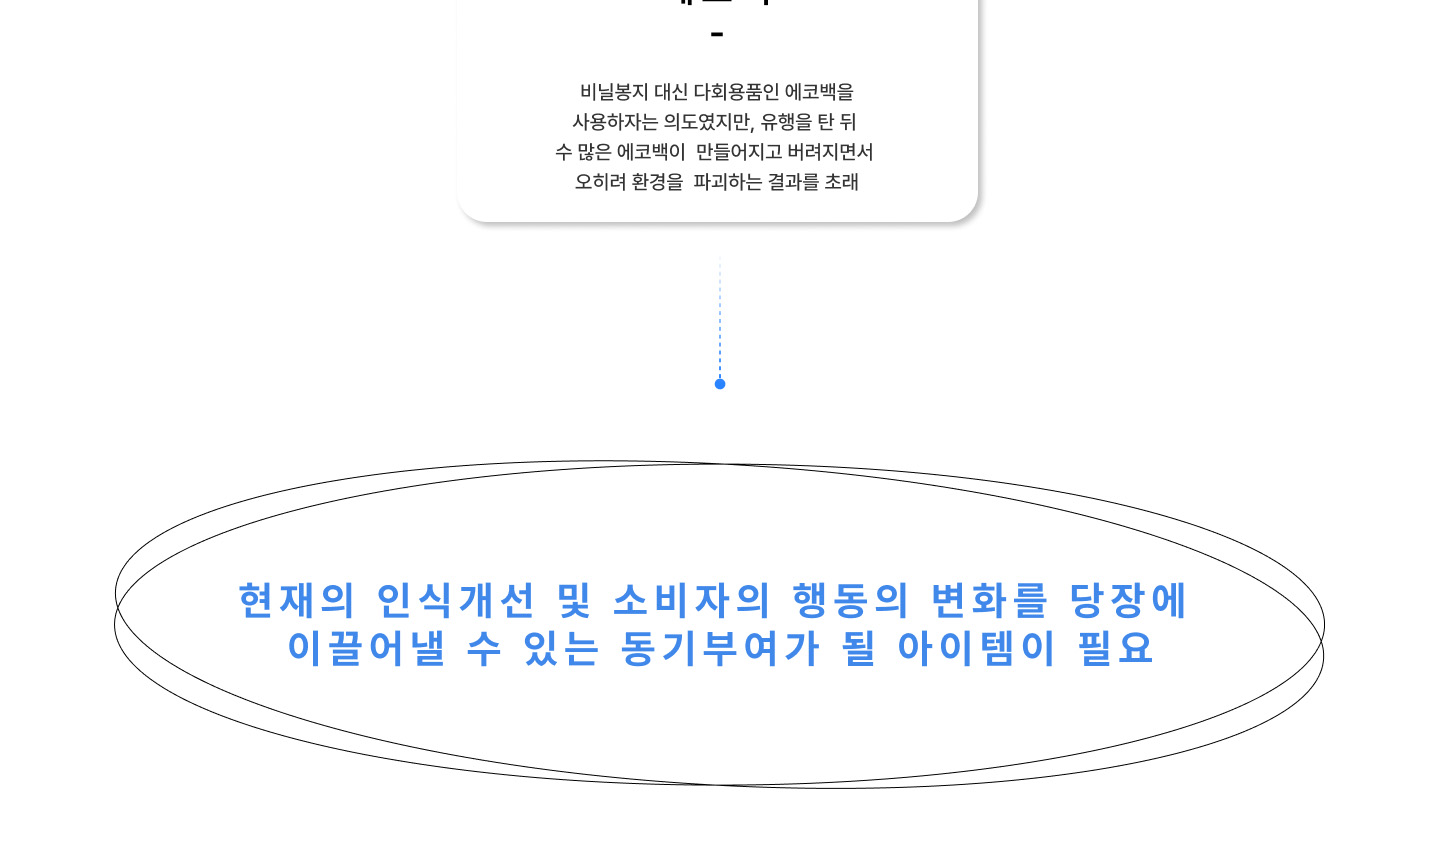 -
비닐봉지 대신 다회용품인 에코백을
사용하자는 의도였지만, 유행을 탄 뒤
수 많은 에코백이  만들어지고 버려지면서
오히려 환경을  파괴하는 결과를 초래
현재의 인식개선 및 소비자의 행동의 변화를 당장에
이끌어낼 수 있는 동기부여가 될 아이템이 필요